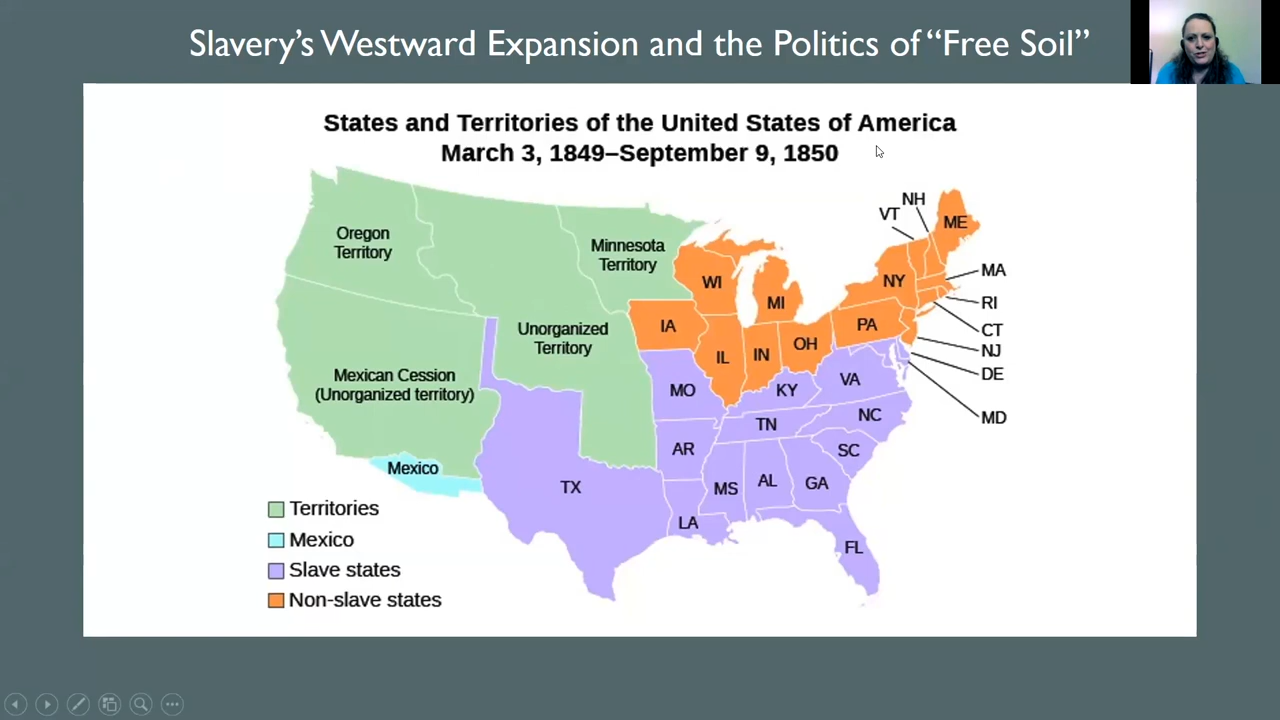 Slavery's Westward Expansion and the Politics of “Free Soil”
States and Territories of the United States of America
March 3, 1849–September 9, 1850
NH
VT
ME
Oregon
Territory
Minnesota
Territory
MA
WI
NY
MI
RI
IA
PA
CT
Unorganized
Territory
OH
NJ
IL
IN
DE
Mexican Cession
(Unorganized territory)
MO
KY
VA
MD
NC
TN
AR
SC
Mexico
TX
MS
AL
GA
LA
FL
Territories
Mexico
Slave states
Non-slave states